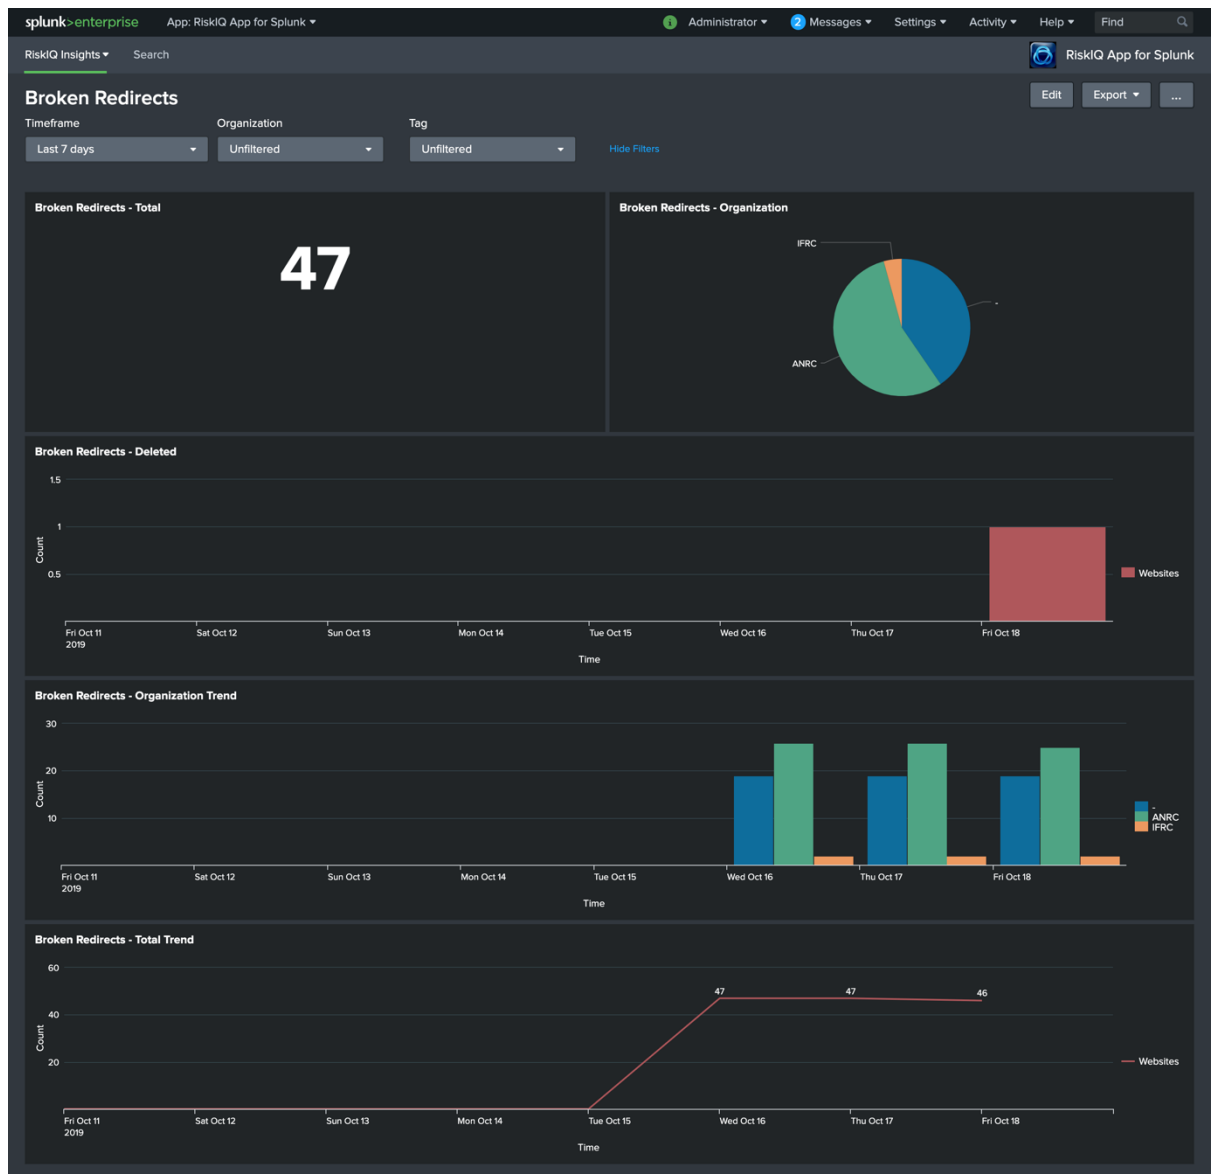 splunk>enterprise App: RiskIQ App for Splunk i Administrator 2 Messages Settings Activity Help Find
RiskIQ Insights Search RiskIQ App for Splunk
Broken Redirects Edit Export ...
Timeframe Organization Tag
Last 7 days Unfiltered Unfiltered Hide Filters
Broken Redirects - Total
47
Broken Redirects - Organization
IFRC
-
ANRC
Broken Redirects - Deleted
1.5
1
0.5
Count
Websites
Fri Oct 11 Sat Oct 12 Sun Oct 13 Mon Oct 14 Tue Oct 15 Wed Oct 16 Thu Oct 17 Fri Oct 18
2019
Time
Broken Redirects - Organization Trend
30
20
10
Count
-
ANRC
IFRC
Fri Oct 11 Sat Oct 12 Sun Oct 13 Mon Oct 14 Tue Oct 15 Wed Oct 16 Thu Oct 17 Fri Oct 18
2019
Time
Broken Redirects - Total Trend
60
47 47 46
40
Count
20
Websites
Fri Oct 11 Sat Oct 12 Sun Oct 13 Mon Oct 14 Tue Oct 15 Wed Oct 16 Thu Oct 17 Fri Oct 18
2019
Time